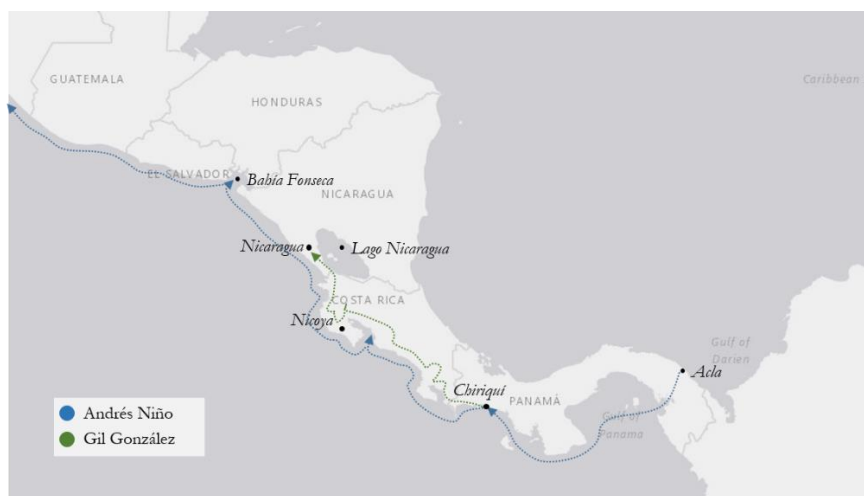 GUATEMALA
Caribbean
HONDURAS
EL SALVADOR
Bahía Fonseca
NICARAGUA
Nicaragua
Lago Nicaragua
COSTA RICA
Nicoya
Gulf of
Darien
Acla
Chiriquí
PANAMÁ
Gulf of
Panama
Andrés Niño
Gil González